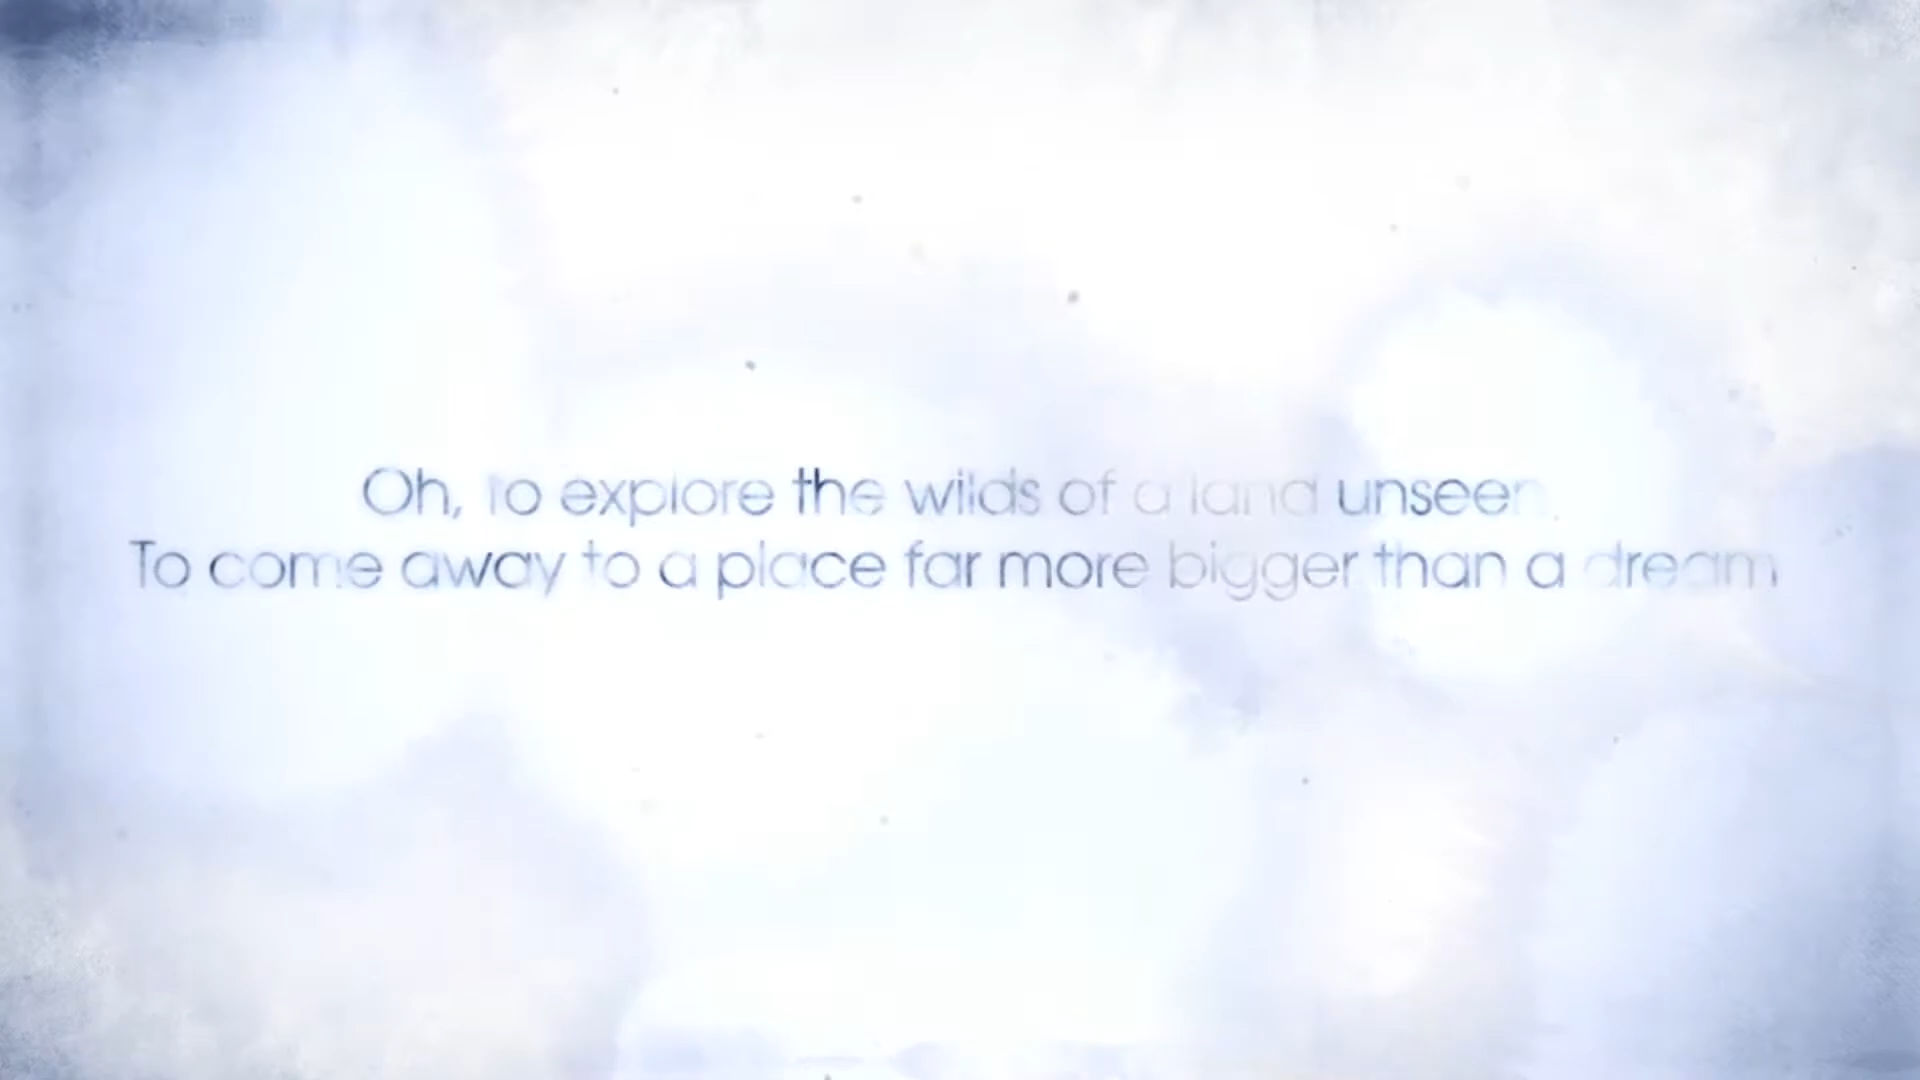 Oh, to explore the wilds of a land unseen
To come away to a place far more bigger than a dream